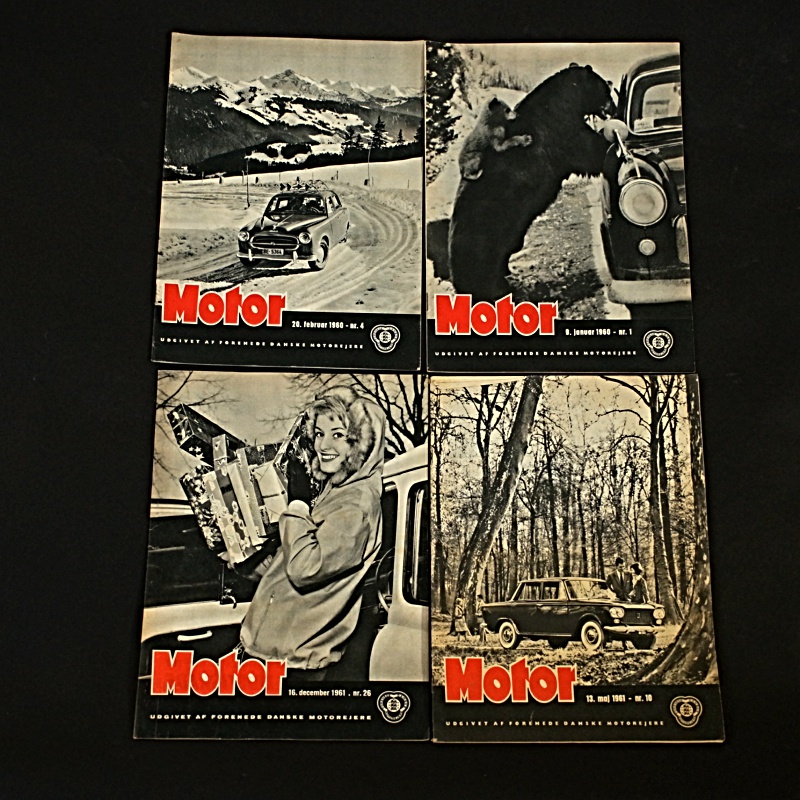 Motor
20. februar 1960 - nr. 4
UDGIVET AF FORENEDE DANSKE MOTOREJERE
Motor
9. januar 1960 - nr. 1
UDGIVET AF FORENEDE DANSKE MOTOREJERE
Motor
16. december 1961 . nr. 26
UDGIVET AF FORENEDE DANSKE MOTOREJERE
Motor
13. maj 1961 - nr. 10
UDGIVET AF FORENEDE DANSKE MOTOREJERE